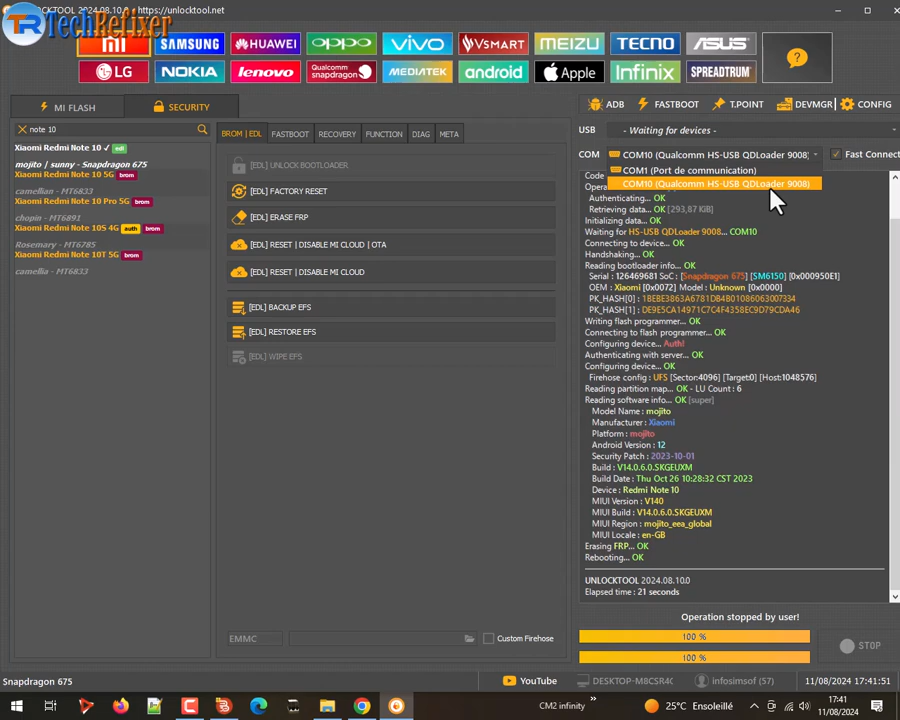 UNLOCKTOOL 2024.08.10.0 - https://unlocktool.net
TR TechRefixer
mi SAMSUNG HUAWEI oppo vivo VSMART MEIZU TECNO ASUS
LG NOKIA lenovo Qualcomm snapdragon MEDIATEK android Apple Infinix SPREADTRUM ?
MI FLASH SECURITY
ADB FASTBOOT T.POINT DEVMGR CONFIG
note 10
BROM | EDL FASTBOOT RECOVERY FUNCTION DIAG META
USB - Waiting for devices -
COM COM10 (Qualcomm HS-USB QDLoader 9008) Fast Connect
COM1 (Port de communication)
COM10 (Qualcomm HS-USB QDLoader 9008)
Xiaomi Redmi Note 10 ✓ edl
mojito / sunny - Snapdragon 675
Xiaomi Redmi Note 10 5G brom
camellian - MT6833
Xiaomi Redmi Note 10 Pro 5G brom
chopin - MT6891
Xiaomi Redmi Note 10S 4G auth brom
Rosemary - MT6785
Xiaomi Redmi Note 10T 5G brom
camellia - MT6833
[EDL] UNLOCK BOOTLOADER
[EDL] FACTORY RESET
[EDL] ERASE FRP
[EDL] RESET | DISABLE MI CLOUD | OTA
[EDL] RESET | DISABLE MI CLOUD
[EDL] BACKUP EFS
[EDL] RESTORE EFS
[EDL] WIPE EFS
EMMC Custom Firehose
Code
Opera
Authenticating... OK
Retrieving data... OK [293,87 KiB]
Initializing data... OK
Waiting for HS-USB QDLoader 9008... COM10
Connecting to device... OK
Handshaking... OK
Reading bootloader info... OK
Serial : 126469681 SoC : [Snapdragon 675] [SM6150] [0x000950E1]
OEM : Xiaomi [0x0072] Model : Unknown [0x0000]
PK_HASH[0] : 1BEBE3863A6781D84B01086063007334
PK_HASH[1] : DE9E5CA14971C7C4F4358EC9D79CDA46
Writing flash programmer... OK
Connecting to flash programmer... OK
Configuring device... Auth!
Authenticating with server... OK
Configuring device... OK
Firehose config : UFS [Sector:4096] [Target:0] [Host:1048576]
Reading partition map... OK - LU Count : 6
Reading software info... OK [super]
Model Name : mojito
Manufacturer : Xiaomi
Platform : mojito
Android Version : 12
Security Patch : 2023-10-01
Build : V14.0.6.0.SKGEUXM
Build Date : Thu Oct 26 10:28:32 CST 2023
Device : Redmi Note 10
MIUI Version : V140
MIUI Build : V14.0.6.0.SKGEUXM
MIUI Region : mojito_eea_global
MIUI Locale : en-GB
Erasing FRP... OK
Rebooting... OK
UNLOCKTOOL 2024.08.10.0
Elapsed time : 21 seconds
Operation stopped by user!
100 %
100 %
STOP
Snapdragon 675 YouTube DESKTOP-M8CSR4 infosimsof (57) 11/08/2024 17:41:51
CM2 infinity 25°C Ensoleillé 17:41
11/08/2024